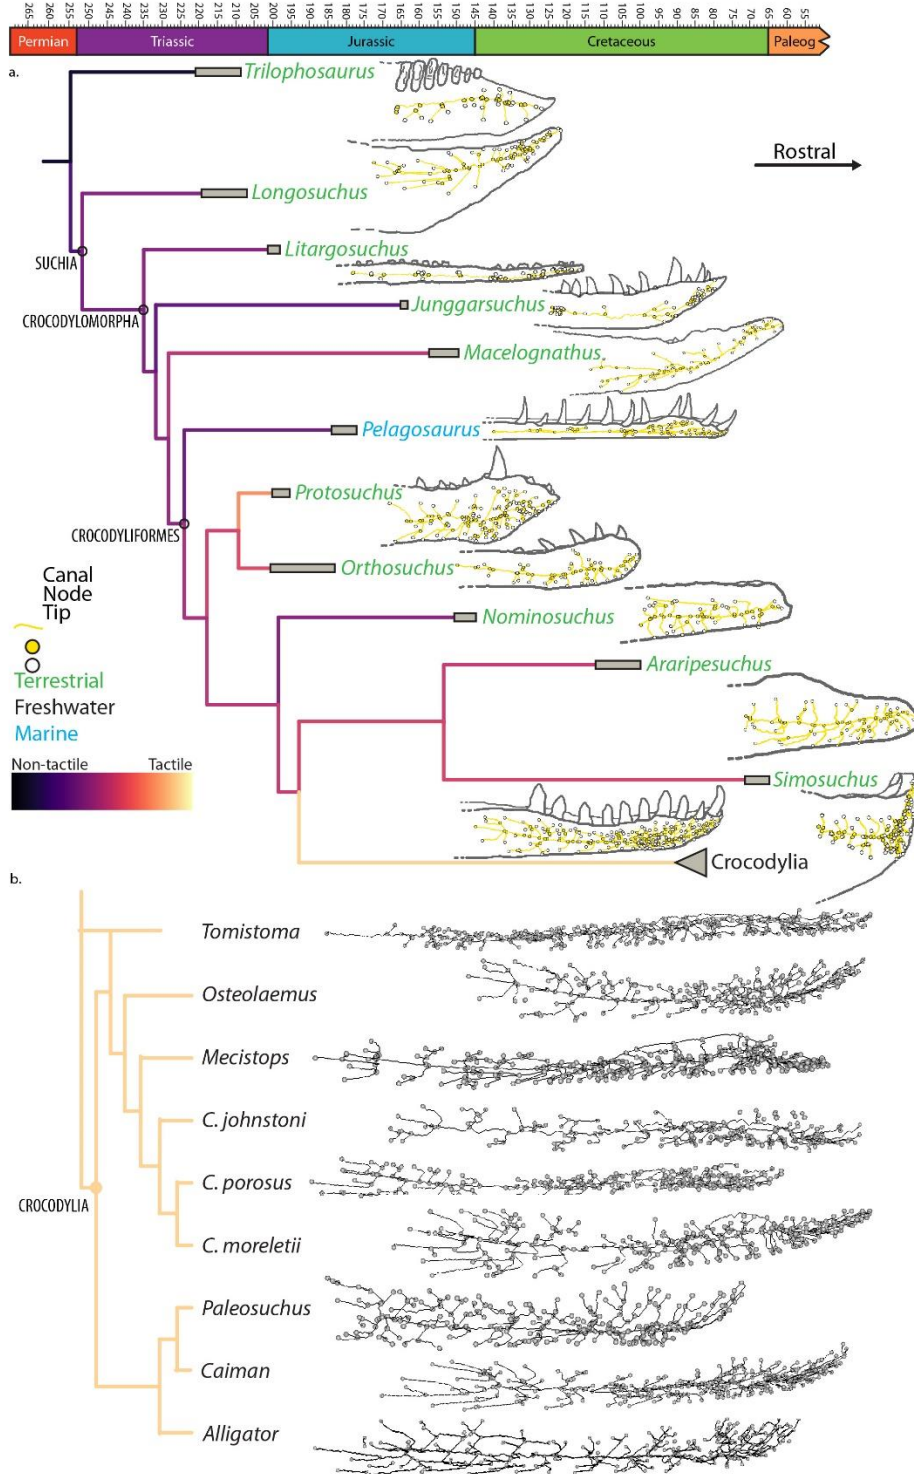 265 260 255 250 245 240 235 230 225 220 215 210 205 200 195 190 185 180 175 170 165 160 155 150 145 140 135 130 125 120 115 110 105 100 95 90 85 80 75 70 65 60 55
Permian Triassic Jurassic Cretaceous Paleog
a.
Trilophosaurus
Rostral
Longosuchus
Litargosuchus
SUCHIA
Junggarsuchus
CROCODYLOMORPHA
Macelognathus
Pelagosaurus
Protosuchus
CROCODYLIFORMES
Orthosuchus
Canal
Node
Tip
Nominosuchus
Araripesuchus
Terrestrial
Freshwater
Marine
Non-tactile Tactile
Simosuchus
Crocodylia
b.
Tomistoma
Osteolaemus
Mecistops
C. johnstoni
C. porosus
CROCODYLIA
C. moreletii
Paleosuchus
Caiman
Alligator